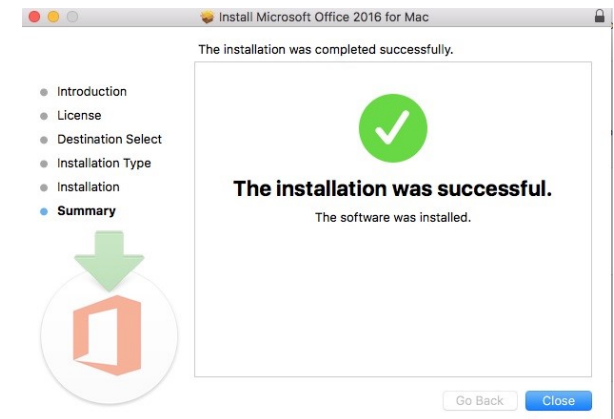 Install Microsoft Office 2016 for Mac
The installation was completed successfully.
Introduction
License
Destination Select
Installation Type
Installation
Summary
The installation was successful.
The software was installed.
Go Back
Close